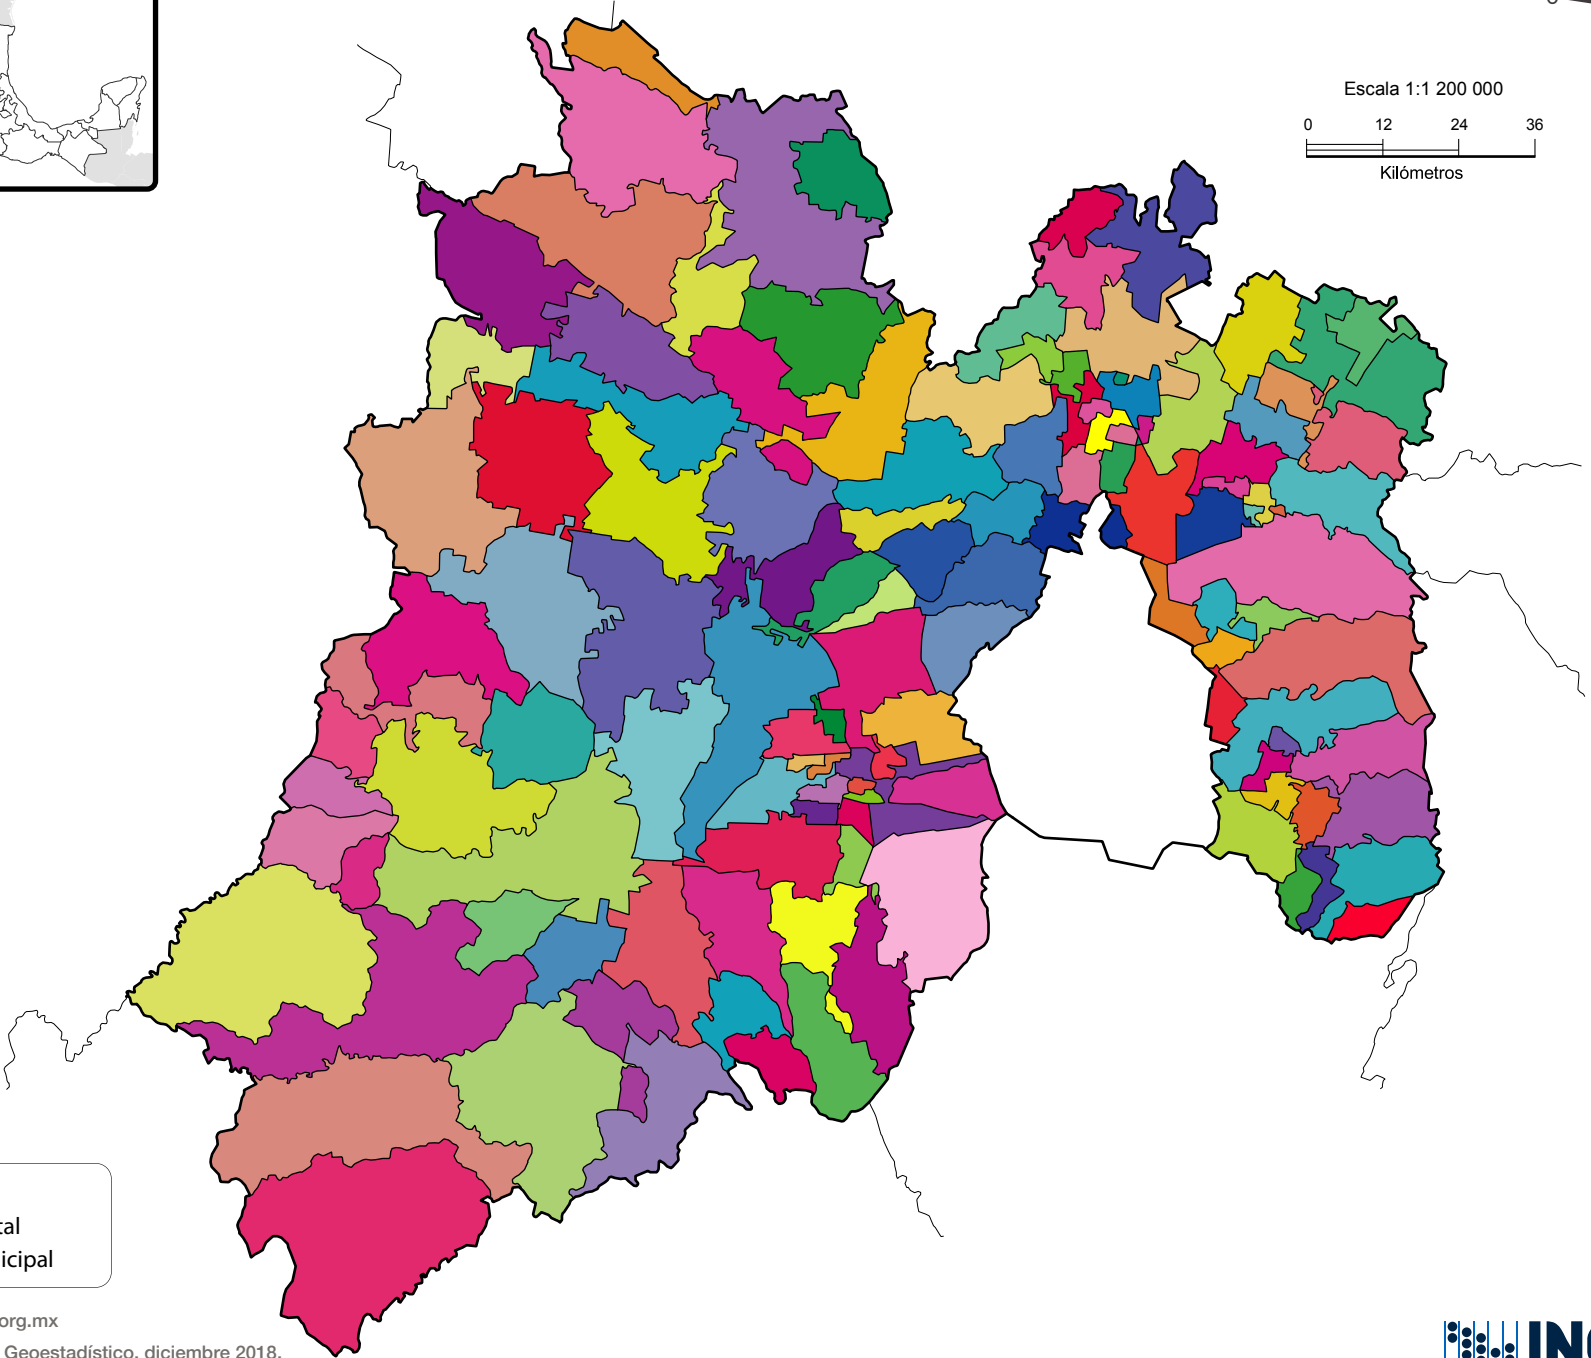 Escala 1:1 200 000
0 12 24 36
Kilómetros
tal
icipal
org.mx
Geoestadístico, diciembre 2018.